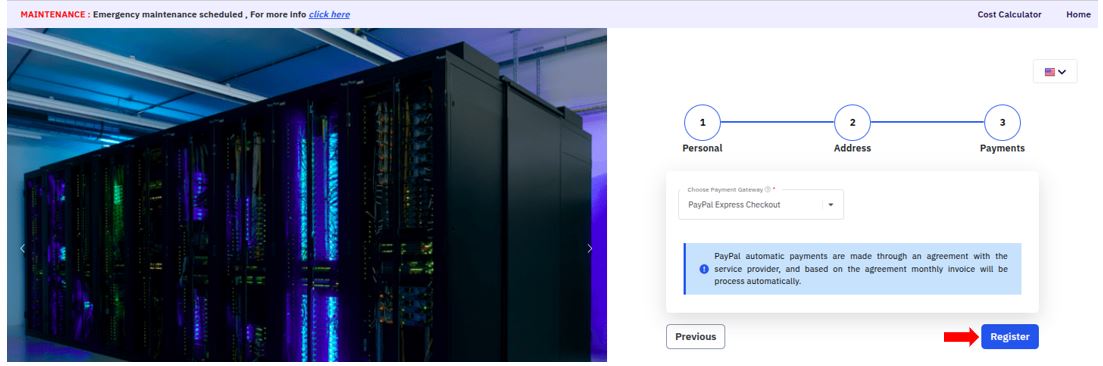 MAINTENANCE : Emergency maintenance scheduled , For more info click here
Cost Calculator
Home
1
2
3
Personal
Address
Payments
Choose Payment Gateway ? *
PayPal Express Checkout
PayPal automatic payments are made through an agreement with the
service provider, and based on the agreement monthly invoice will be
process automatically.
Previous
Register